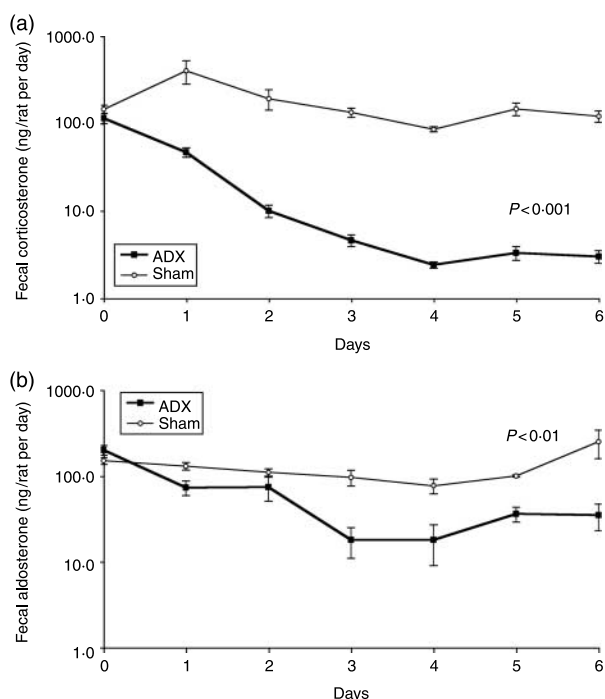 (a)
1000·0
100·0
10·0
1·0
Fecal corticosterone (ng/rat per day)
P<0·001
ADX
Sham
0 1 2 3 4 5 6
Days
(b)
1000·0
100·0
10·0
1·0
Fecal aldosterone (ng/rat per day)
ADX
Sham
P<0·01
0 1 2 3 4 5 6
Days